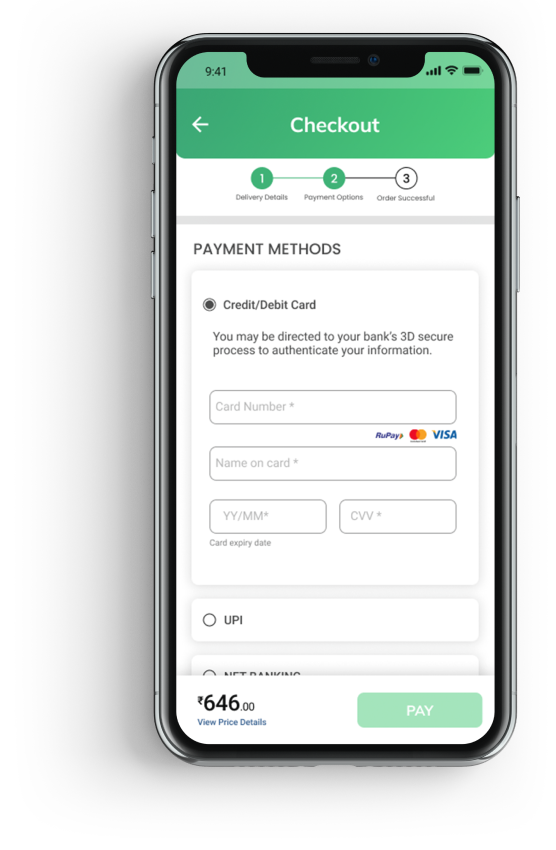 9:41
Checkout
1 2 3
Delivery Details Payment Options Order Successful
PAYMENT METHODS
Credit/Debit Card
You may be directed to your bank's 3D secure
process to authenticate your information.
Card Number *
RuPay VISA
Name on card *
YY/MM* CVV *
Card expiry date
UPI
NET BANKING
₹646.00
View Price Details
PAY